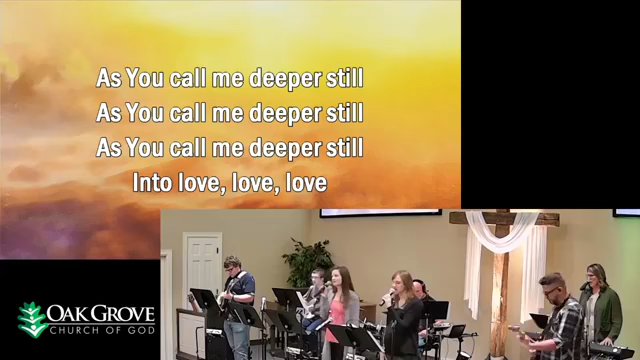 As You call me deeper still
As You call me deeper still
As You call me deeper still
Into love, love, love
OAK GROVE
CHURCH OF GOD